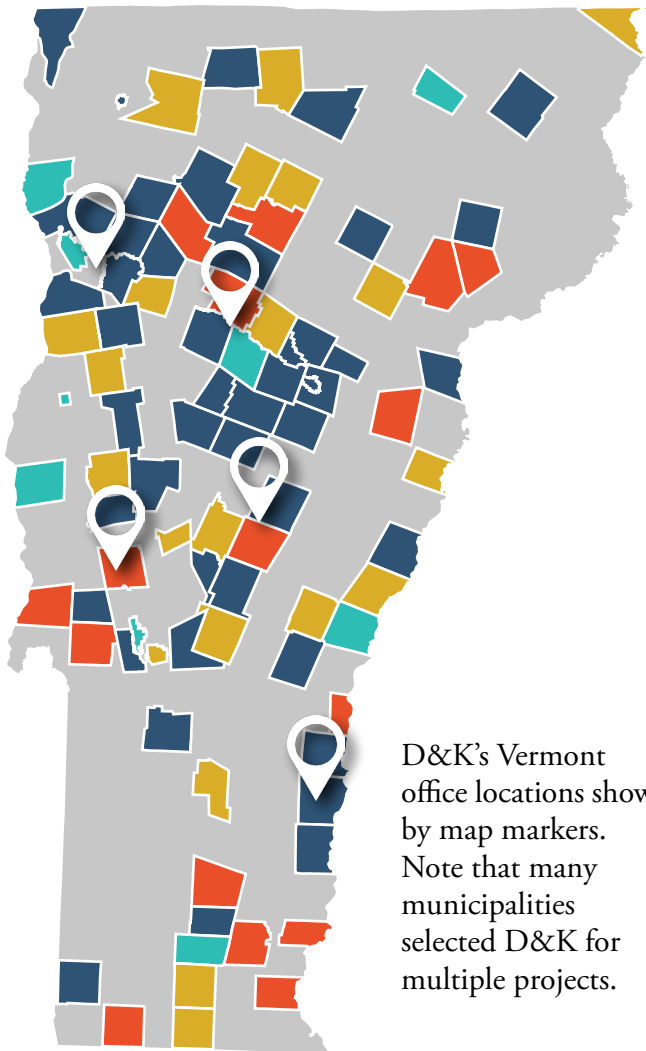 D&K’s Vermont
office locations show
by map markers.
Note that many
municipalities
selected D&K for
multiple projects.